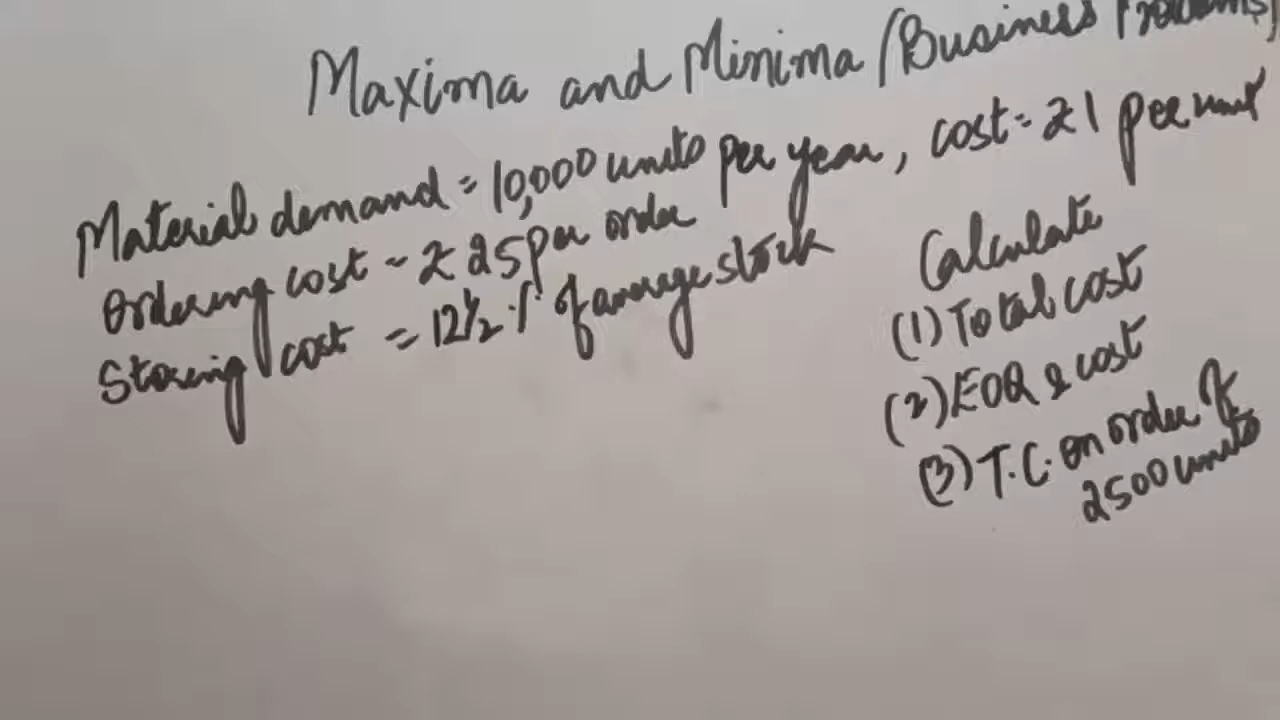 Maxima and Minima (Business Problems)
Material demand = 10,000 units per year, cost = ₹1 per unit
Ordering cost = ₹ 25 per order
Storing cost = 12½ % of average stock
Calculate
(1) Total cost
(2) EOQ & cost
(3) T.C. on order of
2500 units